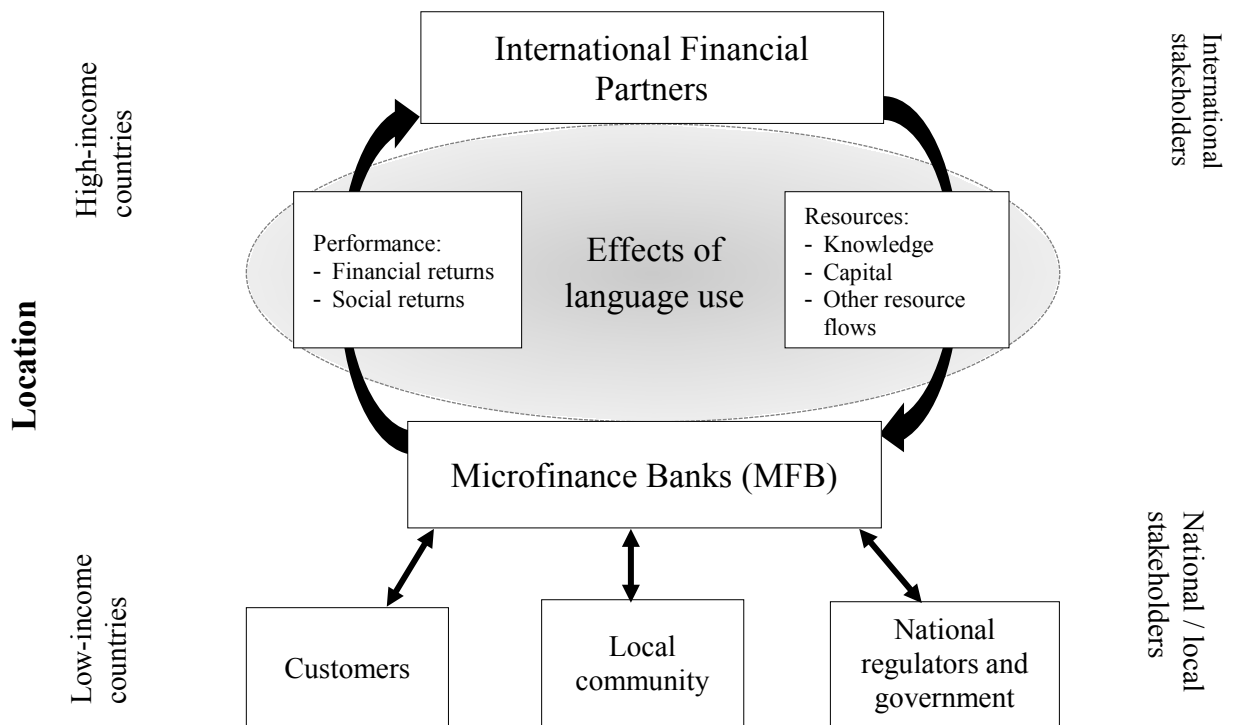 International Financial
Partners
High-income
countries
International
stakeholders
Performance:
- Financial returns
- Social returns
Effects of
language use
Resources:
- Knowledge
- Capital
- Other resource
flows
Location
Microfinance Banks (MFB)
Low-income
countries
National / local
stakeholders
Customers
Local
community
National
regulators and
government